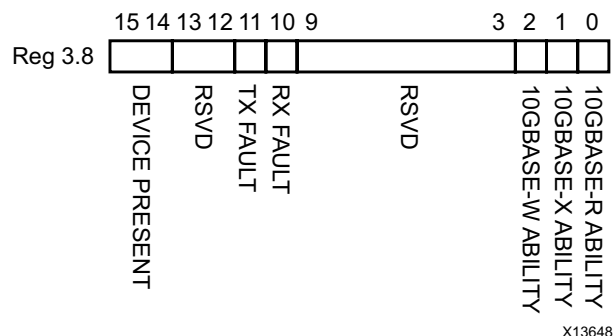 15 14 13 12 11 10 9 3 2 1 0
Reg 3.8
DEVICE PRESENT
RSVD
TX FAULT
RX FAULT
RSVD
10GBASE-W ABILITY
10GBASE-X ABILITY
10GBASE-R ABILITY
X13648